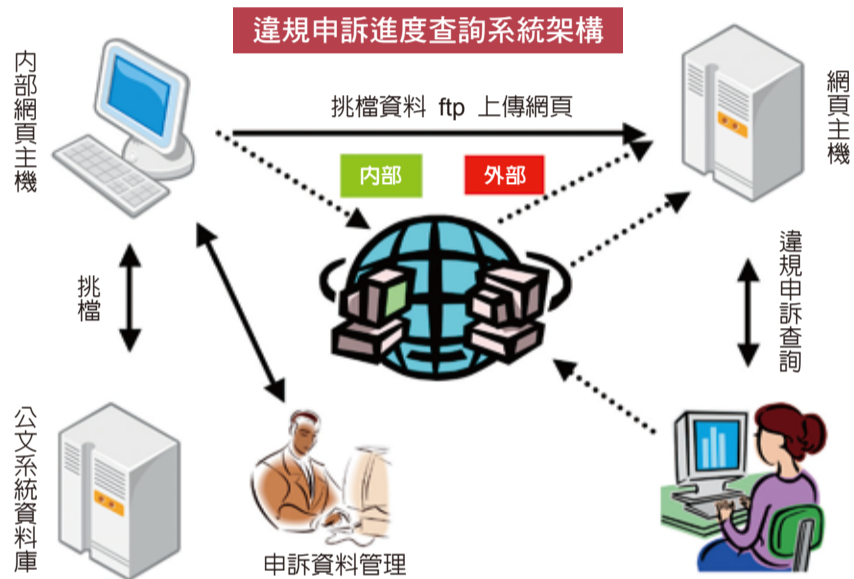 違規申訴進度查詢系統架構
內部網頁主機
挑檔資料 ftp 上傳網頁
網頁主機
內部
外部
挑檔
違規申訴查詢
公文系統資料庫
申訴資料管理